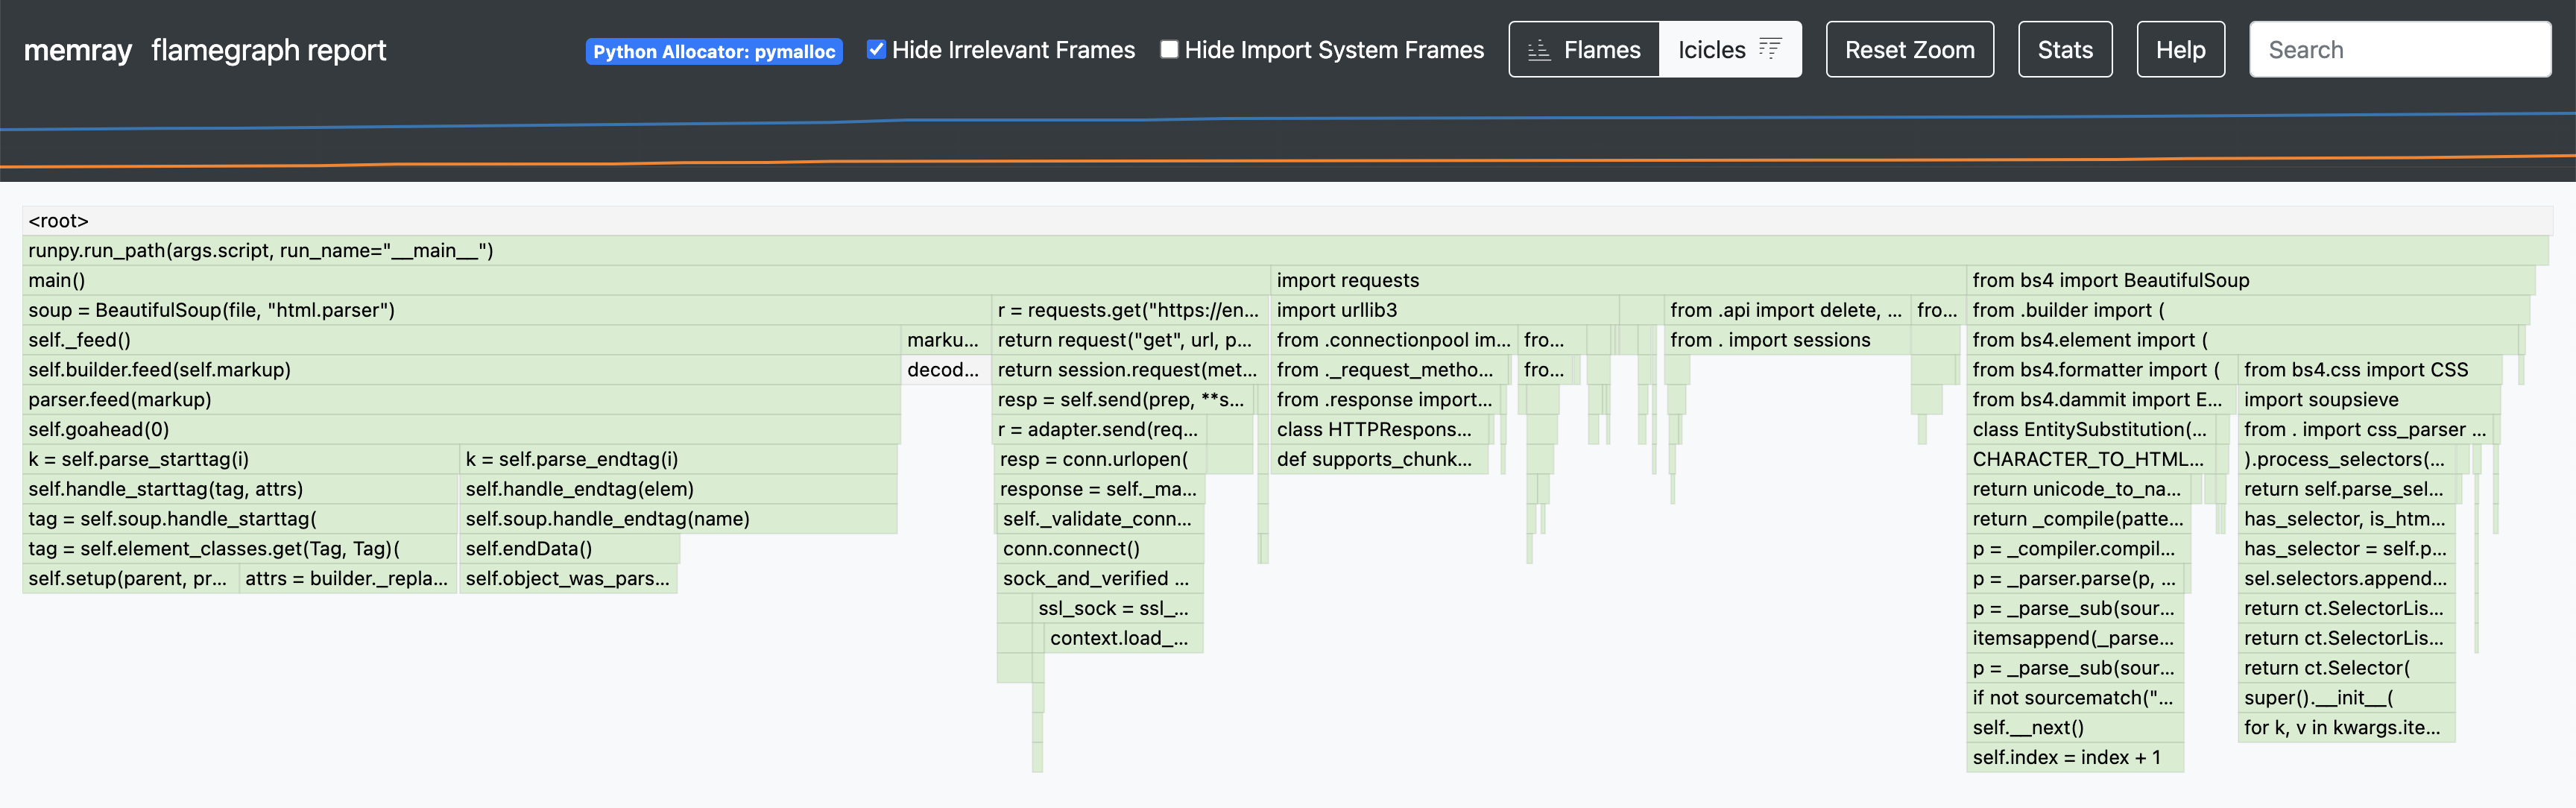 memray flamegraph report Python Allocator: pymalloc Hide Irrelevant Frames Hide Import System Frames Flames Icicles Reset Zoom Stats Help Search
<root>
runpy.run_path(args.script, run_name="__main__")
main() import requests from bs4 import BeautifulSoup
soup = BeautifulSoup(file, "html.parser") r = requests.get("https://en... import urllib3 from .api import delete, ... fro... from .builder import (
self._feed() marku... return request("get", url, p... from .connectionpool im... fro... from . import sessions from bs4.element import (
self.builder.feed(self.markup) decod... return session.request(met... from ._request_metho... fro... from bs4.formatter import ( from bs4.css import CSS
parser.feed(markup) resp = self.send(prep, **s... from .response import... from bs4.dammit import E... import soupsieve
self.goahead(0) r = adapter.send(req... class HTTPRespons... class EntitySubstitution(... from . import css_parser ...
k = self.parse_starttag(i) k = self.parse_endtag(i) resp = conn.urlopen( def supports_chunk... CHARACTER_TO_HTML... ).process_selectors(...
self.handle_starttag(tag, attrs) self.handle_endtag(elem) response = self._ma... return unicode_to_na... return self.parse_sel...
tag = self.soup.handle_starttag( self.soup.handle_endtag(name) self._validate_conn... return _compile(patte... has_selector, is_htm...
tag = self.element_classes.get(Tag, Tag)( self.endData() conn.connect() p = _compiler.compil... has_selector = self.p...
self.setup(parent, pr... attrs = builder._repla... self.object_was_pars... sock_and_verified ... p = _parser.parse(p, ... sel.selectors.append...
ssl_sock = ssl_... p = _parse_sub(sour... return ct.SelectorLis...
context.load_... itemsappend(_parse... return ct.SelectorLis...
p = _parse_sub(sour... return ct.Selector(
if not sourcematch("... super().__init__(
self.__next() for k, v in kwargs.ite...
self.index = index + 1